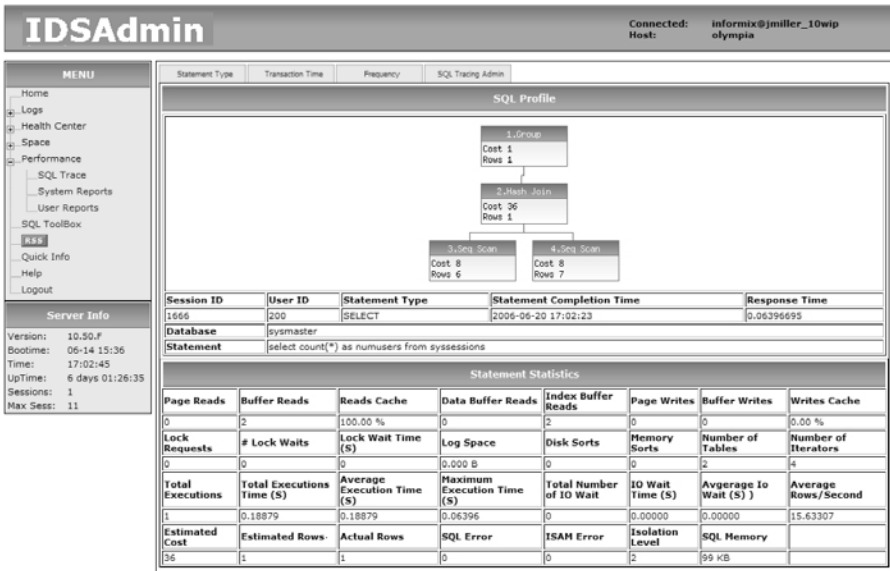 IDSAdmin
Connected: informix@jmiller_10wip
Host: olympia
MENU
Home
Logs
Health Center
Space
Performance
SQL Trace
System Reports
User Reports
SQL ToolBox
RSS
Quick Info
Help
Logout
Server Info
Version: 10.50.F
Bootime: 06-14 15:36
Time: 17:02:45
UpTime: 6 days 01:26:35
Sessions: 1
Max Sess: 11
Statement Type Transaction Time Frequency SQL Tracing Admin
SQL Profile
1.Group
Cost 1
Rows 1
2.Hash Join
Cost 36
Rows 1
3.Seq Scan 4.Seq Scan
Cost 8 Cost 8
Rows 6 Rows 7
Session ID User ID Statement Type Statement Completion Time Response Time
1666 200 SELECT 2006-06-20 17:02:23 0.06396695
Database sysmaster
Statement select count(*) as numusers from syssessions
Statement Statistics
Page Reads Buffer Reads Reads Cache Data Buffer Reads Index Buffer Reads Page Writes Buffer Writes Writes Cache
0 2 100.00 % 0 2 0 0 0.00 %
Lock Requests # Lock Waits Lock Wait Time (S) Log Space Disk Sorts Memory Sorts Number of Tables Number of Iterators
0 0 0 0.000 B 0 0 2 4
Total Executions Total Executions Time (S) Average Execution Time (S) Maximum Execution Time (S) Total Number of IO Wait IO Wait Time (S) Avgerage Io Wait (S) ) Average Rows/Second
1 0.18879 0.18879 0.06396 0 0.00000 0.00000 15.63307
Estimated Cost Estimated Rows· Actual Rows SQL Error ISAM Error Isolation Level SQL Memory
36 1 1 0 0 2 99 KB